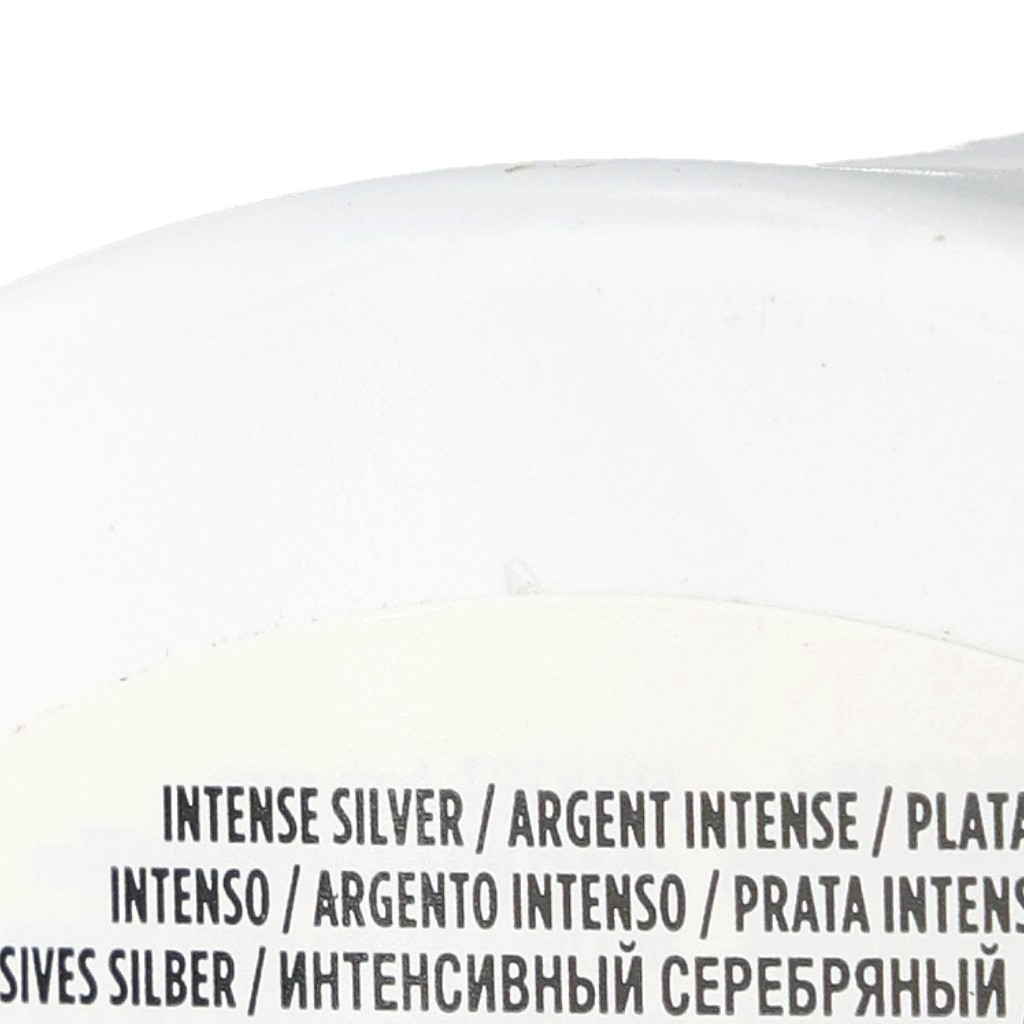 INTENSE SILVER / ARGENT INTENSE / PLATA
INTENSO / ARGENTO INTENSO / PRATA INTENS
SIVES SILBER / ИНТЕНСИВНЫЙ СЕРЕБРЯНЫЙ